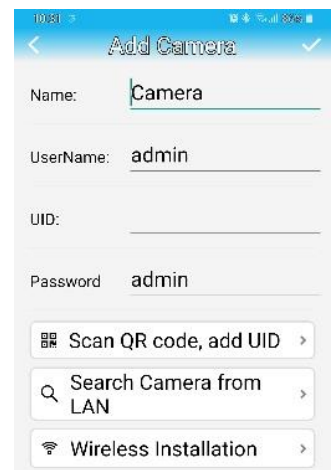 Add Camera
Name: Camera
UserName: admin
UID:
Password admin
Scan QR code, add UID
Search Camera from
LAN
Wireless Installation